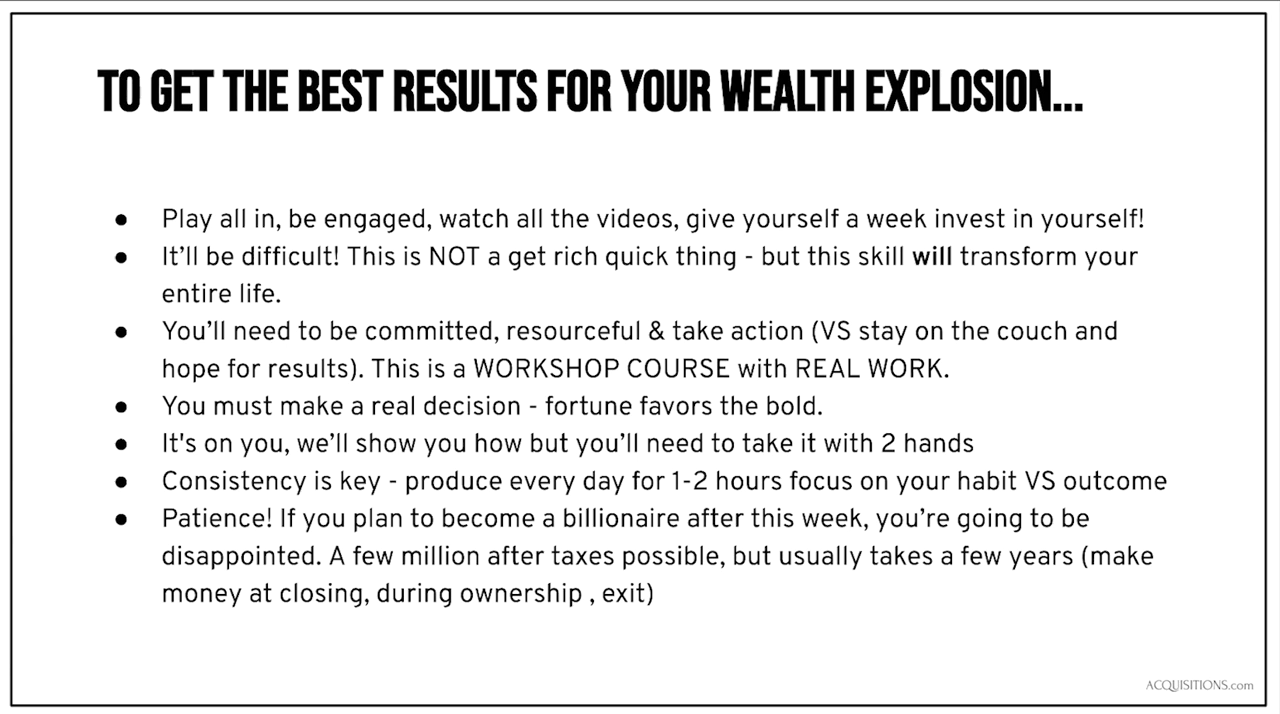 TO GET THE BEST RESULTS FOR YOUR WEALTH EXPLOSION...
● Play all in, be engaged, watch all the videos, give yourself a week invest in yourself!
● It'll be difficult! This is NOT a get rich quick thing - but this skill will transform your
entire life.
● You'll need to be committed, resourceful & take action (VS stay on the couch and
hope for results). This is a WORKSHOP COURSE with REAL WORK.
● You must make a real decision - fortune favors the bold.
● It's on you, we'll show you how but you'll need to take it with 2 hands
● Consistency is key - produce every day for 1-2 hours focus on your habit VS outcome
● Patience! If you plan to become a billionaire after this week, you're going to be
disappointed. A few million after taxes possible, but usually takes a few years (make
money at closing, during ownership , exit)
ACQUISITIONS.com